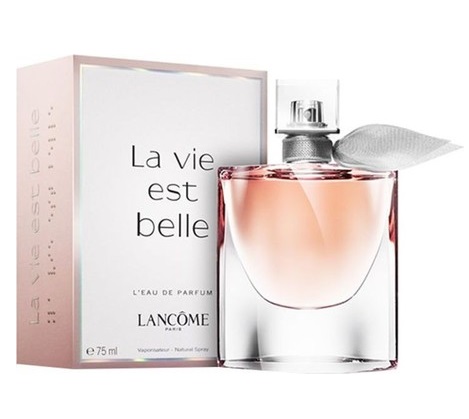 La vie est belle
La vie
est
belle
L'EAU DE PARFUM
LANCÔME
PARIS
e 75 ml
Vaporisateur - Natural Spray